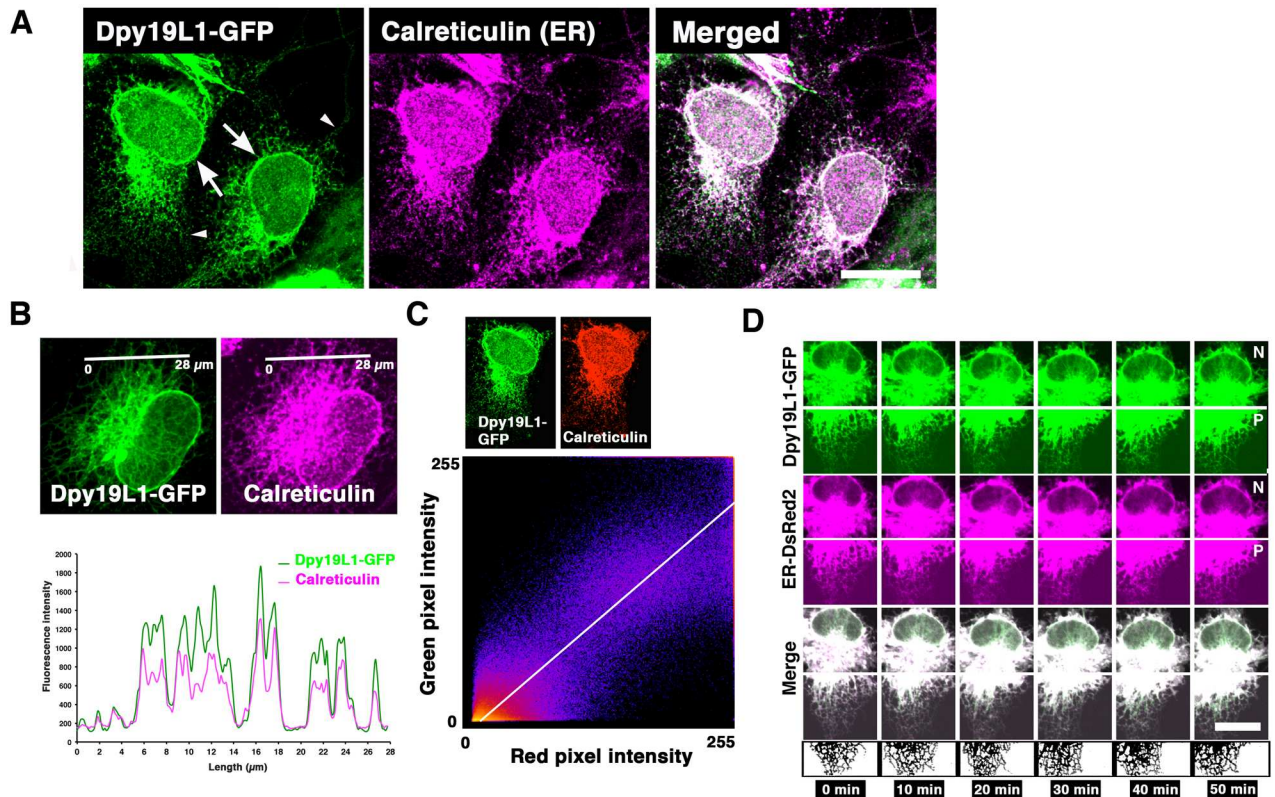 A
Dpy19L1-GFP
Calreticulin (ER)
Merged
B
0
28 µm
0
28 µm
Dpy19L1-GFP
Calreticulin
Fluorescence intensity
2000
1800
1600
1400
1200
1000
800
600
400
200
0
Dpy19L1-GFP
Calreticulin
0 2 4 6 8 10 12 14 16 18 20 22 24 26 28
Length (µm)
C
Dpy19L1-
GFP
Calreticulin
255
Green pixel intensity
0
0
255
Red pixel intensity
D
Dpy19L1-GFP
N
P
ER-DsRed2
N
P
Merge
0 min
10 min
20 min
30 min
40 min
50 min